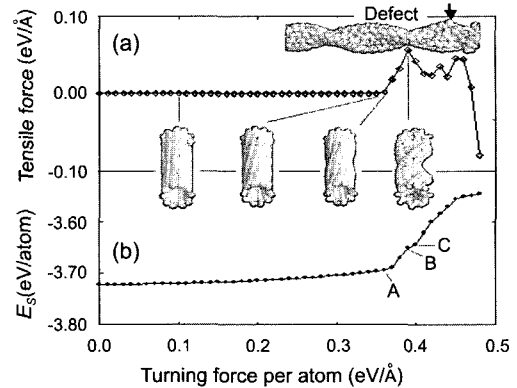 Defect
(a)
Tensile force (eV/Å)
0.10
0.00
-0.10
(b)
Eₛ(eV/atom)
-3.60
-3.70
-3.80
A
B
C
0.0 0.1 0.2 0.3 0.4 0.5
Turning force per atom (eV/Å)